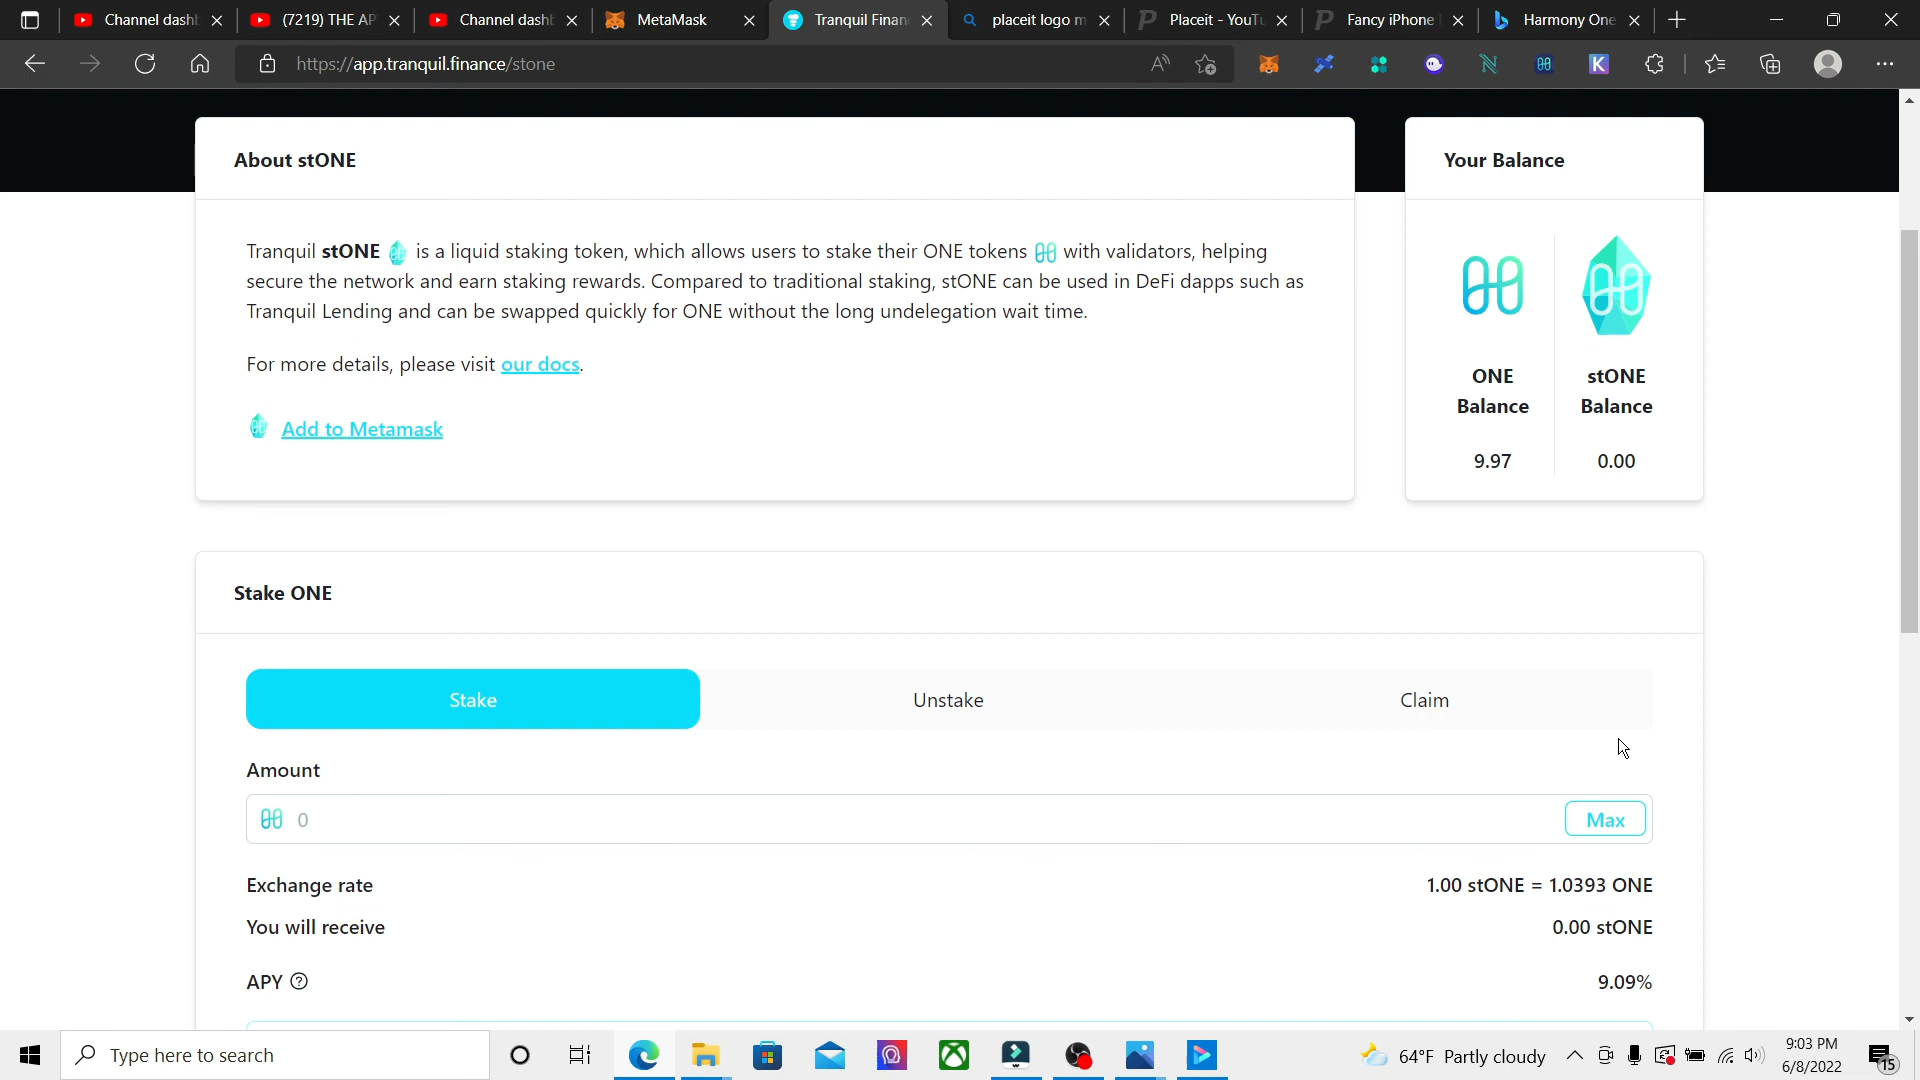 Channel dash
(7219) THE AP
Channel dash
MetaMask
Tranquil Finan
placeit logo m
Placeit - YouTu
Fancy iPhone
Harmony One
https://app.tranquil.finance/stone
About stONE
Tranquil stONE is a liquid staking token, which allows users to stake their ONE tokens with validators, helping
secure the network and earn staking rewards. Compared to traditional staking, stONE can be used in DeFi dapps such as
Tranquil Lending and can be swapped quickly for ONE without the long undelegation wait time.
For more details, please visit our docs.
Add to Metamask
Your Balance
ONE
Balance
9.97
stONE
Balance
0.00
Stake ONE
Stake
Unstake
Claim
Amount
0
Max
Exchange rate
1.00 stONE = 1.0393 ONE
You will receive
0.00 stONE
APY ?
9.09%
Type here to search
64°F Partly cloudy
9:03 PM
6/8/2022
15